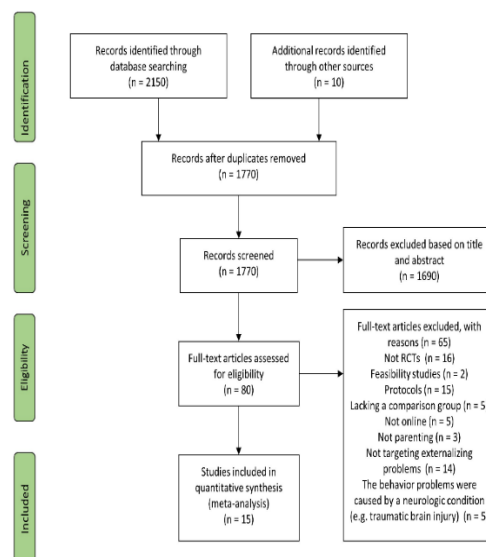 Identification
Records identified through
database searching
(n = 2150)
Additional records identified
through other sources
(n = 10)
Records after duplicates removed
(n = 1770)
Screening
Records screened
(n = 1770)
Records excluded based on title
and abstract
(n = 1690)
Eligibility
Full-text articles assessed
for eligibility
(n = 80)
Full-text articles excluded, with
reasons (n = 65)
Not RCTs (n = 16)
Feasibility studies (n = 2)
Protocols (n = 15)
Lacking a comparison group (n = 5
Not online (n = 5)
Not parenting (n = 3)
Not targeting externalizing
problems (n = 14)
The behavior problems were
caused by a neurologic condition
(e.g. traumatic brain injury) (n = 5
Included
Studies included in
quantitative synthesis
(meta-analysis)
(n = 15)